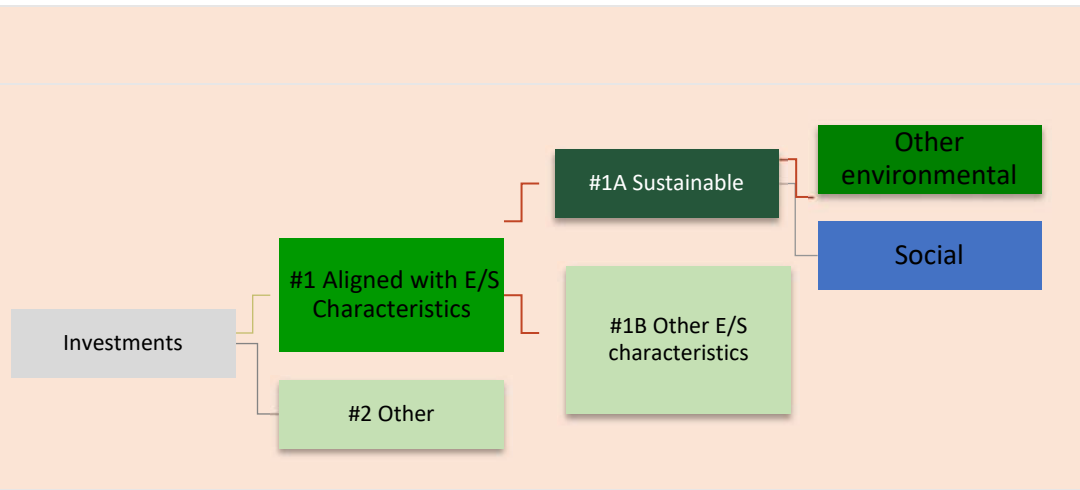 Investments
#1 Aligned with E/S
Characteristics
#2 Other
#1A Sustainable
#1B Other E/S
characteristics
Other
environmental
Social